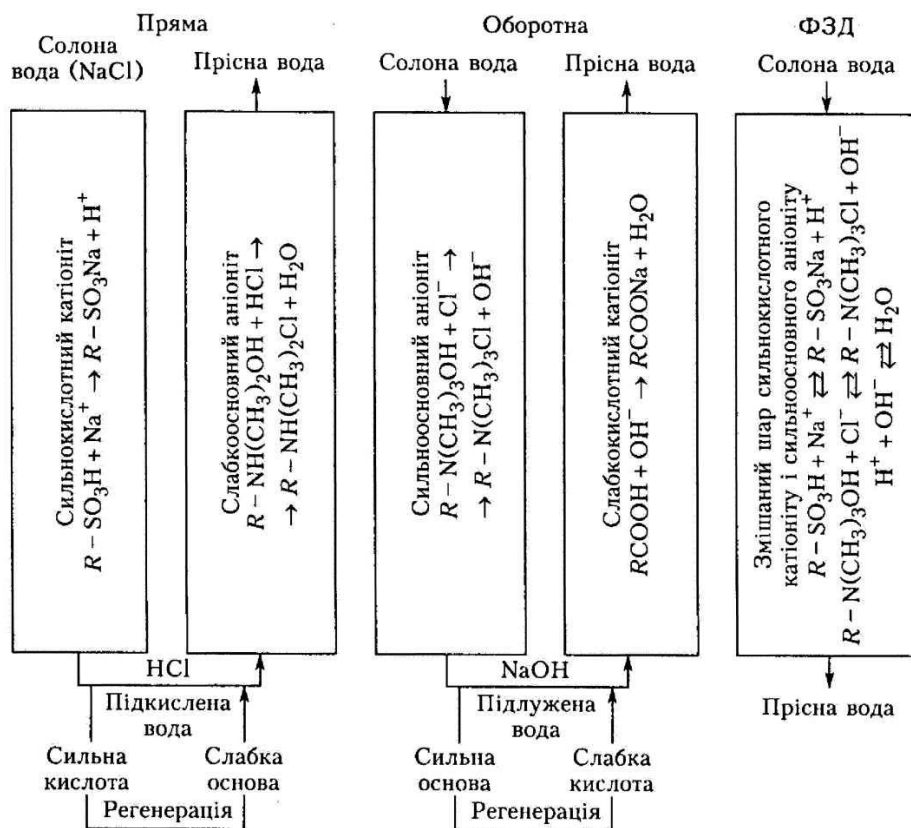 Пряма
Солона
вода (NaCl)
Прісна вода
Сильнокислотний катіоніт
R − SO₃H + Na⁺ → R − SO₃Na + H⁺
Слабкоосновний аніоніт
R − NH(CH₃)₂OH + HCl →
→ R − NH(CH₃)₂Cl + H₂O
HCl
Підкислена
вода
Сильна
кислота
Слабка
основа
Регенерація
Оборотна
Солона вода
Прісна вода
Сильноосновний аніоніт
R − N(CH₃)₃OH + Cl⁻ →
→ R − N(CH₃)₃Cl + OH⁻
Слабкокислотний катіоніт
RCOOH + OH⁻ → RCOONa + H₂O
NaOH
Підлужена
вода
Сильна
основа
Слабка
кислота
Регенерація
ФЗД
Солона вода
Змішаний шар сильнокислотного
катіоніту і сильноосновного аніоніту
R − SO₃H + Na⁺ ⇄ R − SO₃Na + H⁺
R − N(CH₃)₃OH + Cl⁻ ⇄ R − N(CH₃)₃Cl + OH⁻
H⁺ + OH⁻ ⇄ H₂O
Прісна вода